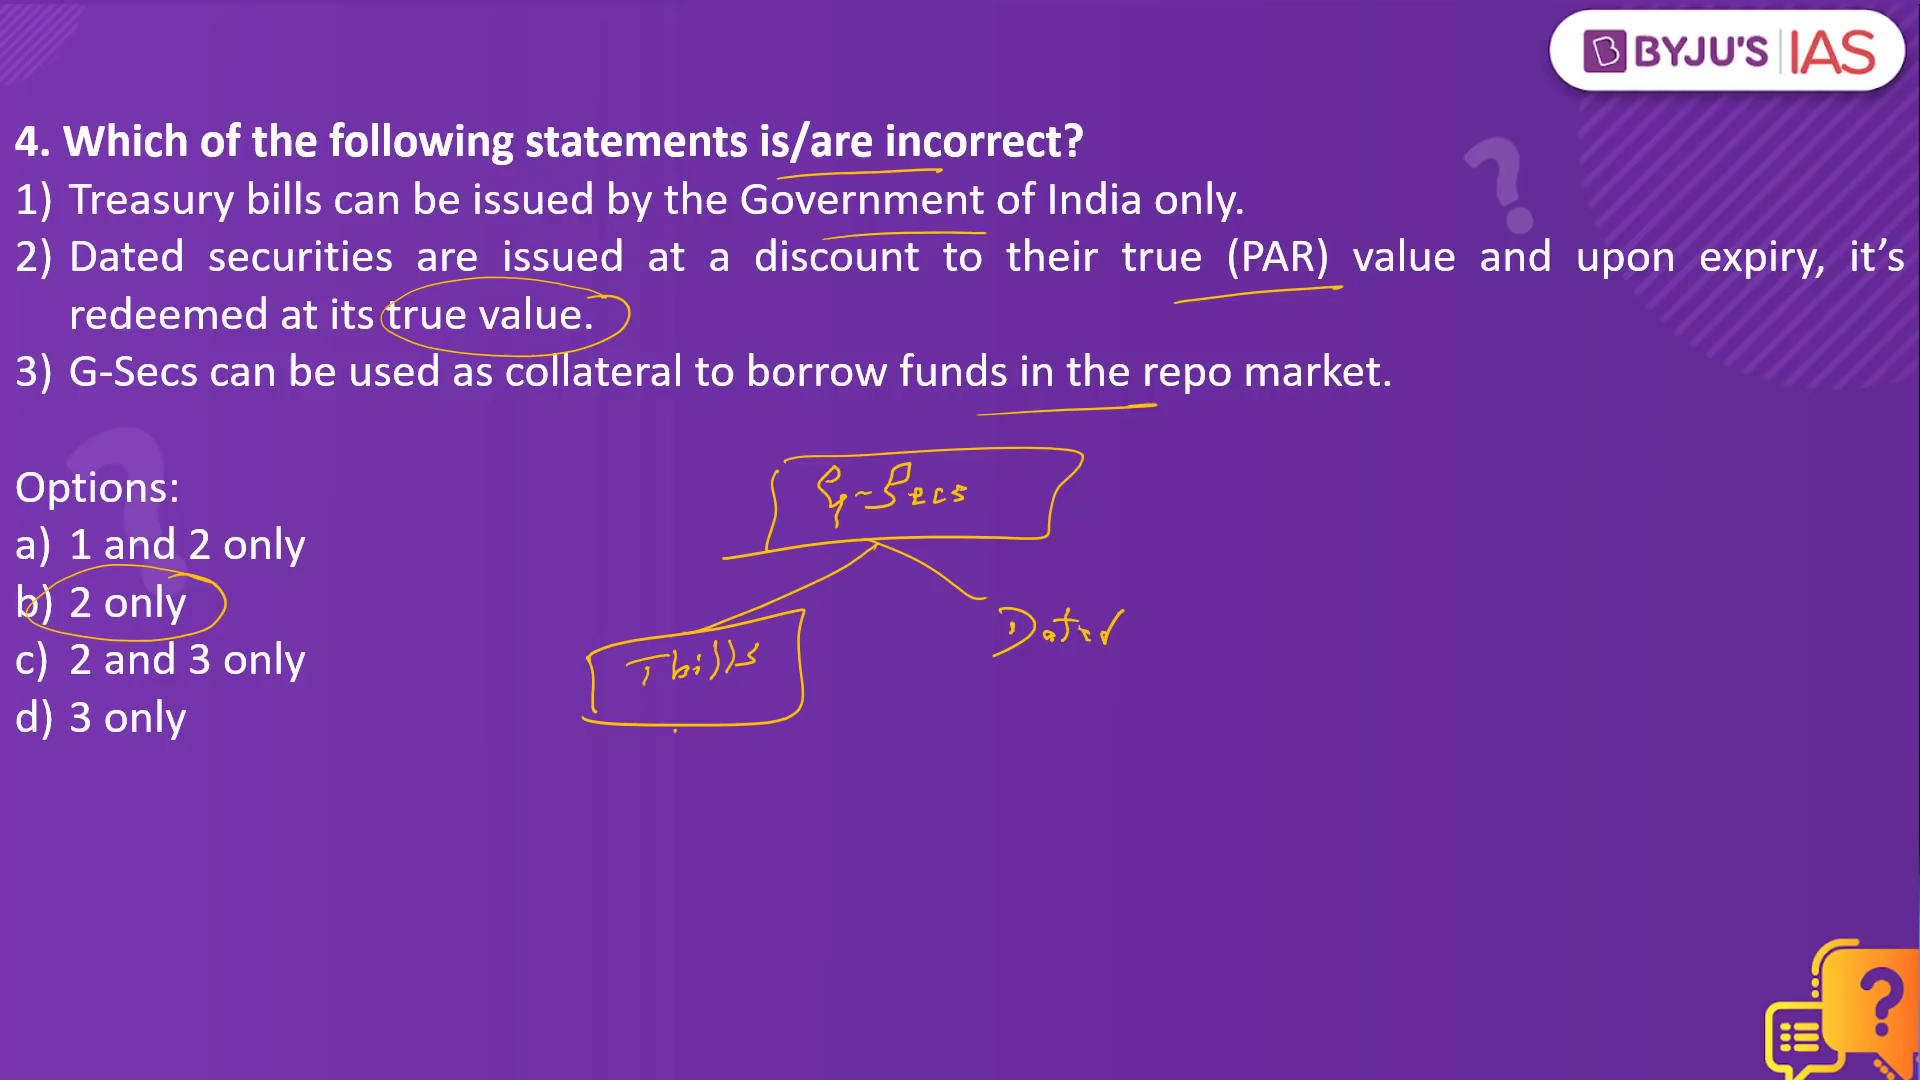 BYJU'S IAS
4. Which of the following statements is/are incorrect?
1) Treasury bills can be issued by the Government of India only.
2) Dated securities are issued at a discount to their true (PAR) value and upon expiry, it’s
redeemed at its true value.
3) G-Secs can be used as collateral to borrow funds in the repo market.
Options:
a) 1 and 2 only
b) 2 only
c) 2 and 3 only
d) 3 only
G-Secs
Tbills
Dated